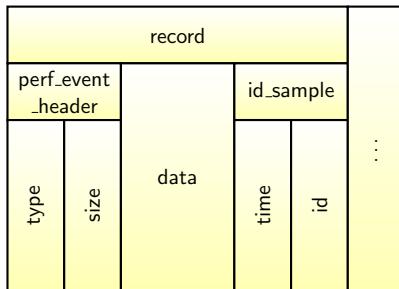 record
perf_event
_header
id_sample
data
type
size
time
id
...